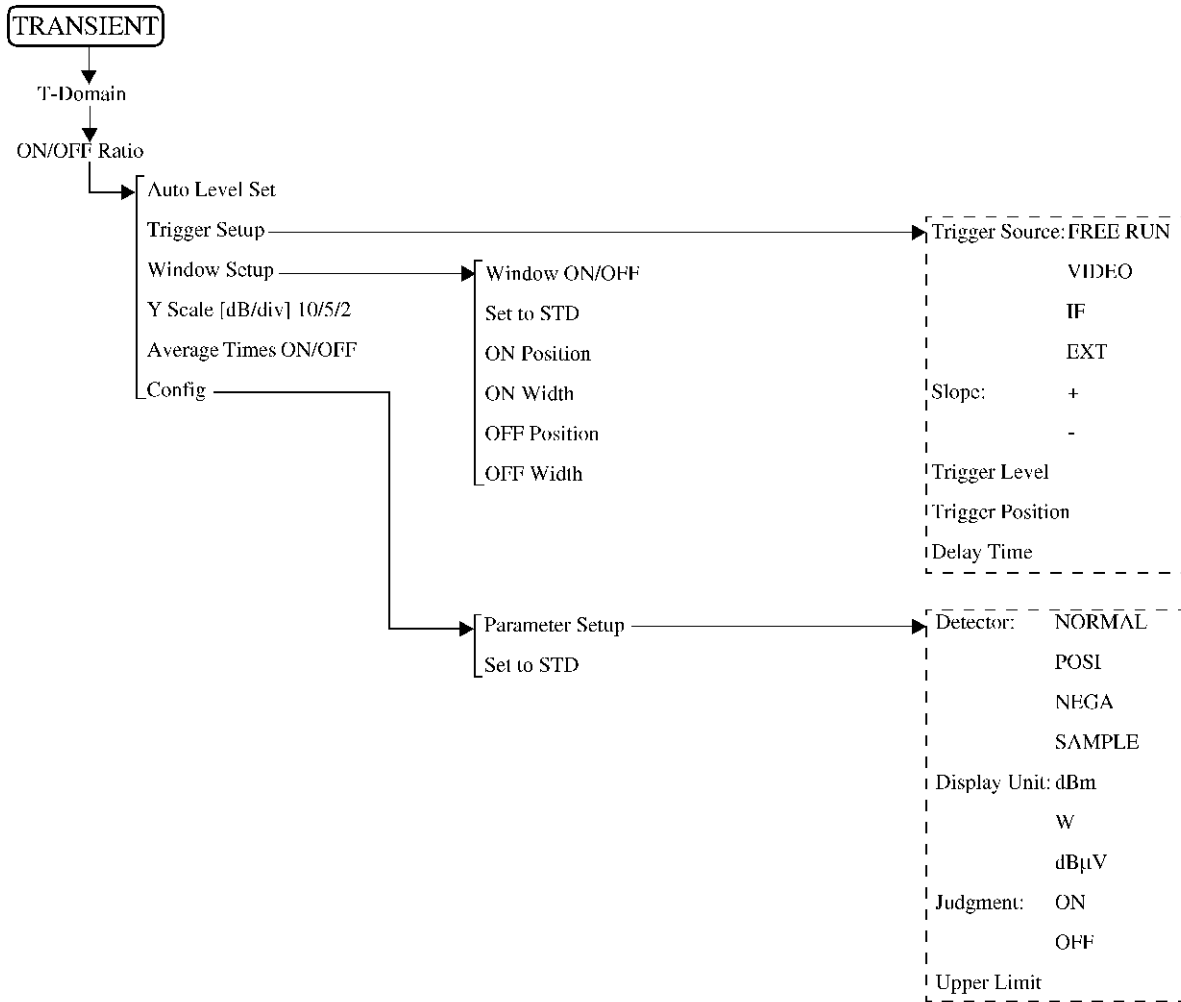 TRANSIENT
T-Domain
ON/OFF Ratio
Auto Level Set
Trigger Setup
Window Setup
Y Scale [dB/div] 10/5/2
Average Times ON/OFF
Config
Window ON/OFF
Set to STD
ON Position
ON Width
OFF Position
OFF Width
Trigger Source: FREE RUN
VIDEO
IF
EXT
Slope: +
-
Trigger Level
Trigger Position
Delay Time
Parameter Setup
Set to STD
Detector: NORMAL
POSI
NEGA
SAMPLE
Display Unit: dBm
W
dBμV
Judgment: ON
OFF
Upper Limit